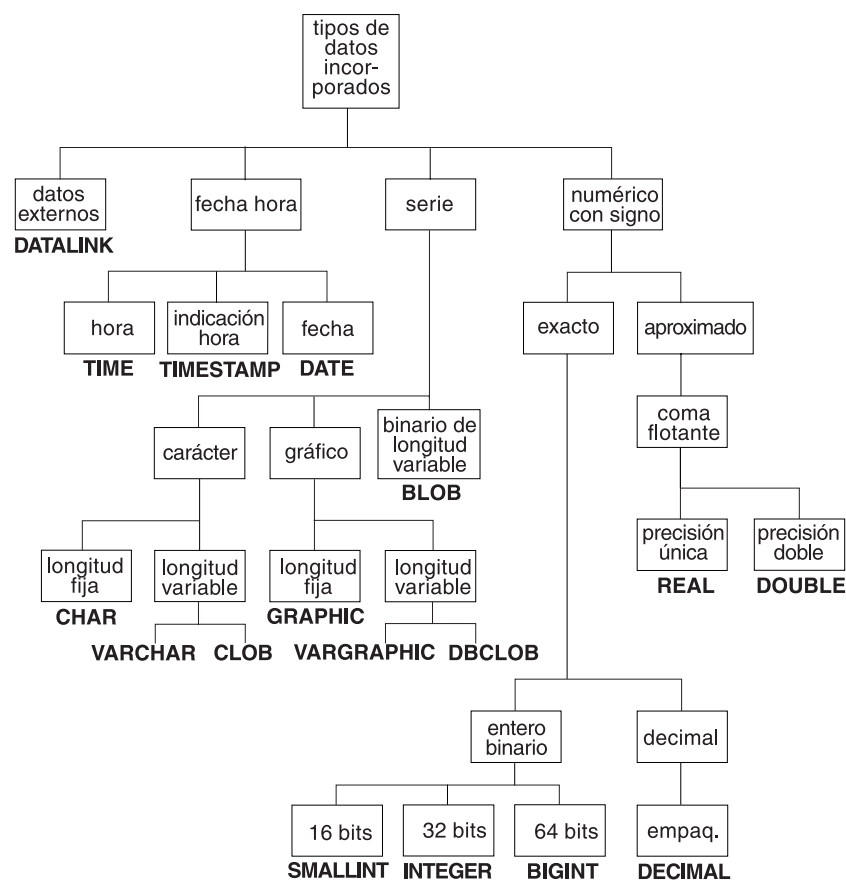 tipos de
datos
incor-
porados
datos
externos
DATALINK
fecha hora
serie
numérico
con signo
hora
TIME
indicación
hora
TIMESTAMP
fecha
DATE
exacto
aproximado
carácter
gráfico
binario de
longitud
variable
BLOB
coma
flotante
longitud
fija
CHAR
longitud
variable
VARCHAR
CLOB
longitud
fija
GRAPHIC
longitud
variable
VARGRAPHIC
DBCLOB
precisión
única
REAL
precisión
doble
DOUBLE
entero
binario
decimal
16 bits
SMALLINT
32 bits
INTEGER
64 bits
BIGINT
empaq.
DECIMAL